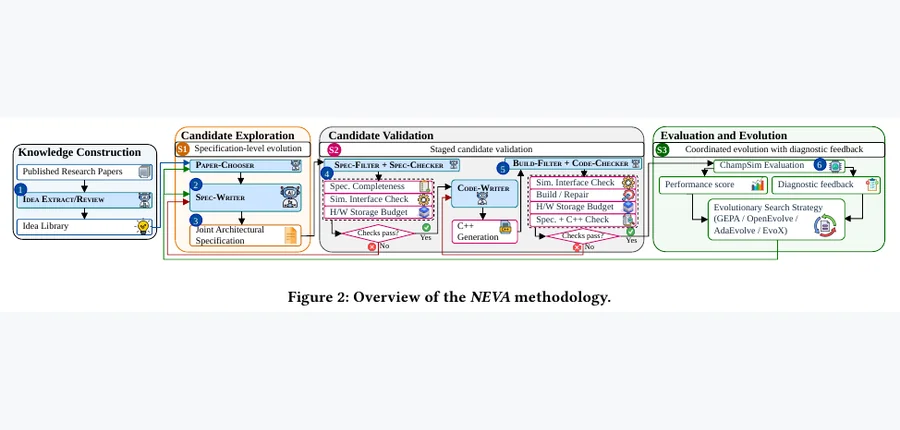 Knowledge Construction
Published Research Papers
1
IDEA EXTRACT/REVIEW
Idea Library
Candidate Exploration
S1 Specification-level evolution
PAPER-CHOOSER
2
SPEC-WRITER
3
Joint Architectural
Specification
Candidate Validation
S2 Staged candidate validation
SPEC-FILTER + SPEC-CHECKER
4
Spec. Completeness
Sim. Interface Check
H/W Storage Budget
Checks pass?
Yes
No
CODE-WRITER
C++
Generation
BUILD-FILTER + CODE-CHECKER
5
Sim. Interface Check
Build / Repair
H/W Storage Budget
Spec. + C++ Check
Checks pass?
Yes
No
Evaluation and Evolution
S3 Coordinated evolution with diagnostic feedback
ChampSim Evaluation 6
Performance score
Diagnostic feedback
Evolutionary Search Strategy
(GEPA / OpenEvolve /
AdaEvolve / EvoX)
Figure 2: Overview of the NEVA methodology.